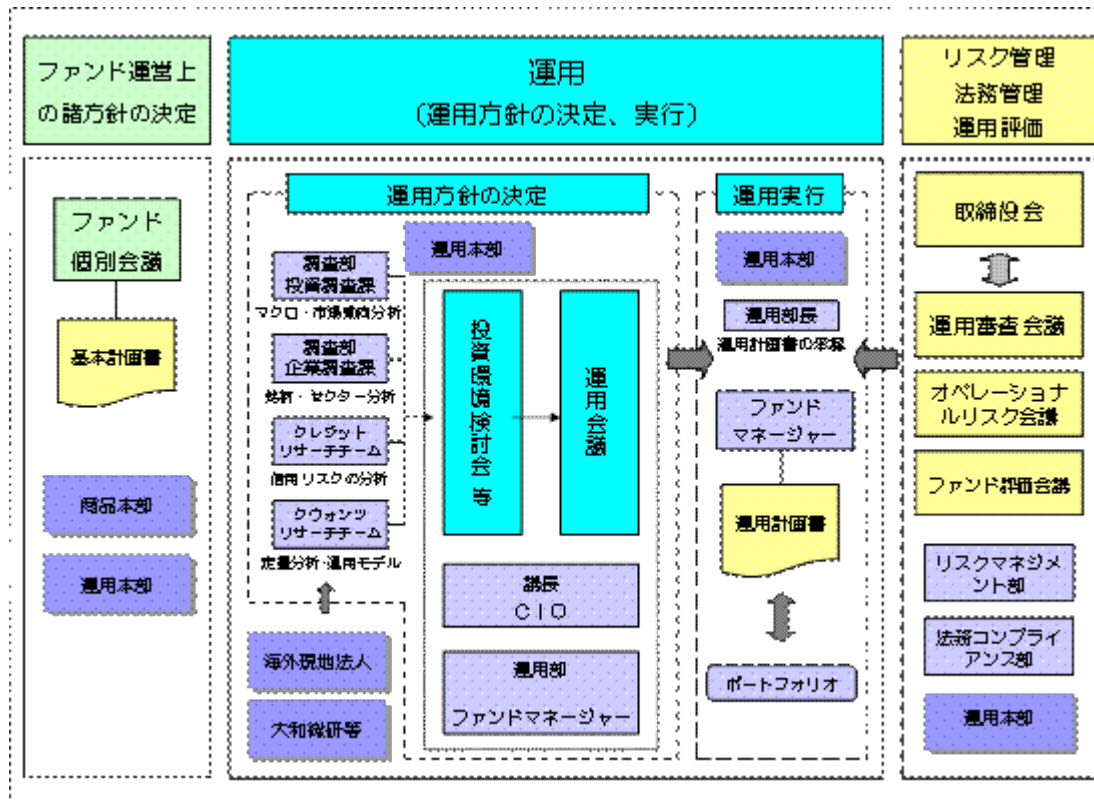 ファンド運営上
の諸方針の決定
運用
（運用方針の決定、実行）
リスク管理
法務管理
運用評価
ファンド
個別会議
基本計画書
商品本部
運用本部
運用方針の決定
運用本部
調査部
投資調査課
マクロ・市場動向分析
調査部
企業調査課
銘柄・セクター分析
クレジット
リサーチチーム
信用リスクの分析
クウォンツ
リサーチチーム
定量分析・運用モデル
海外現地法人
大和総研等
投資環境検討会 等
運用会議
議長
ＣＩＯ
運用部
ファンドマネージャー
運用実行
運用本部
運用部長
運用計画書の承認
ファンド
マネージャー
運用計画書
ポートフォリオ
取締役会
運用審査会議
オペレーショナ
ルリスク会議
ファンド評価会議
リスクマネジメ
ント部
法務コンプライ
アンス部
運用本部